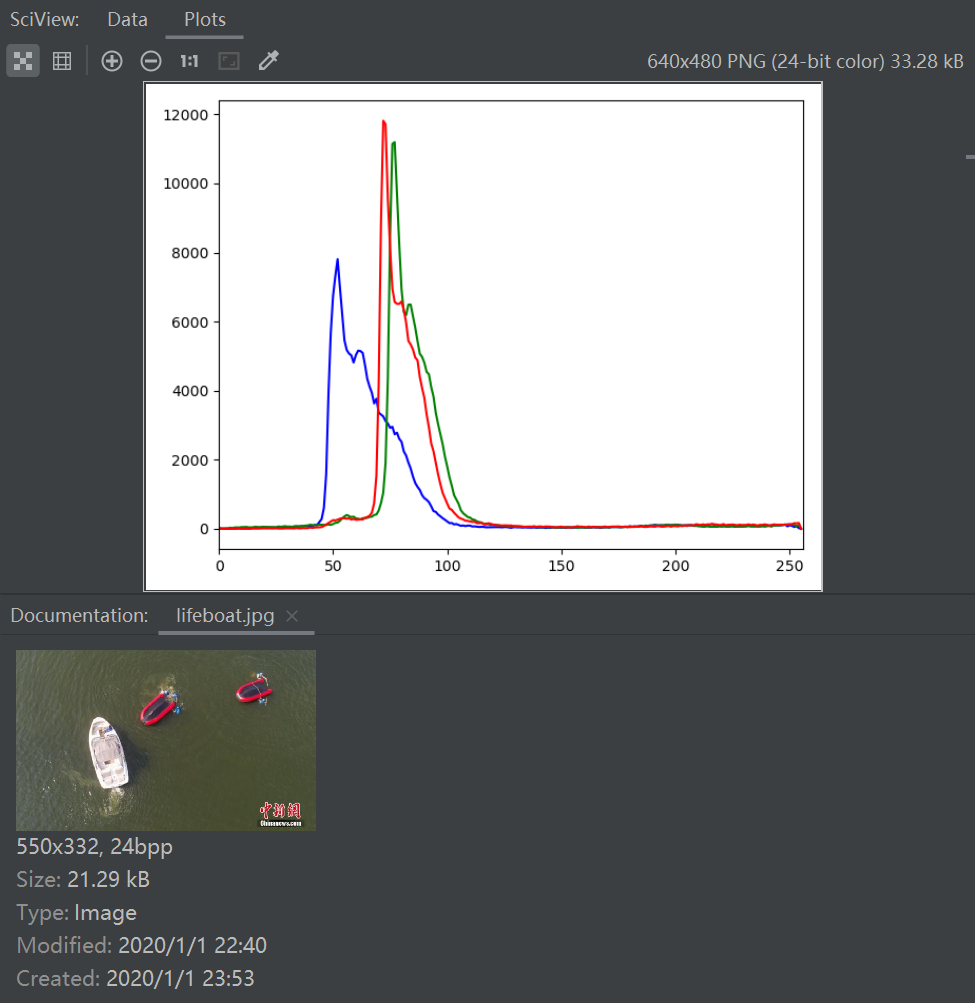 SciView: Data Plots
1:1 640x480 PNG (24-bit color) 33.28 kB
12000
10000
8000
6000
4000
2000
0
0 50 100 150 200 250
Documentation: lifeboat.jpg
中新網
Chinanews.com
550x332, 24bpp
Size: 21.29 kB
Type: Image
Modified: 2020/1/1 22:40
Created: 2020/1/1 23:53